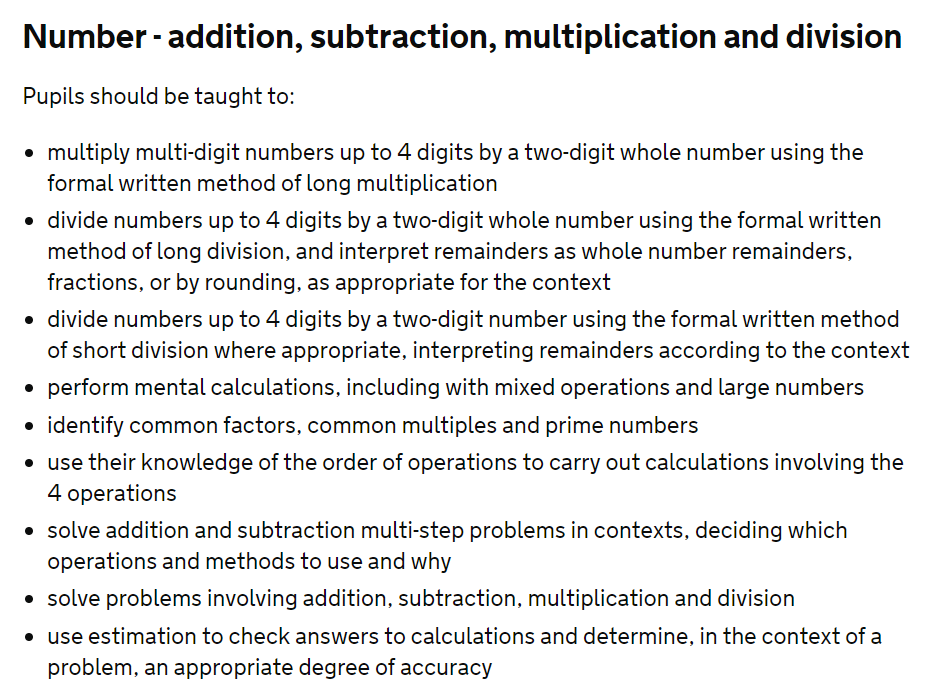 Number - addition, subtraction, multiplication and division
Pupils should be taught to:
• multiply multi-digit numbers up to 4 digits by a two-digit whole number using the
formal written method of long multiplication
• divide numbers up to 4 digits by a two-digit whole number using the formal written
method of long division, and interpret remainders as whole number remainders,
fractions, or by rounding, as appropriate for the context
• divide numbers up to 4 digits by a two-digit number using the formal written method
of short division where appropriate, interpreting remainders according to the context
• perform mental calculations, including with mixed operations and large numbers
• identify common factors, common multiples and prime numbers
• use their knowledge of the order of operations to carry out calculations involving the
4 operations
• solve addition and subtraction multi-step problems in contexts, deciding which
operations and methods to use and why
• solve problems involving addition, subtraction, multiplication and division
• use estimation to check answers to calculations and determine, in the context of a
problem, an appropriate degree of accuracy